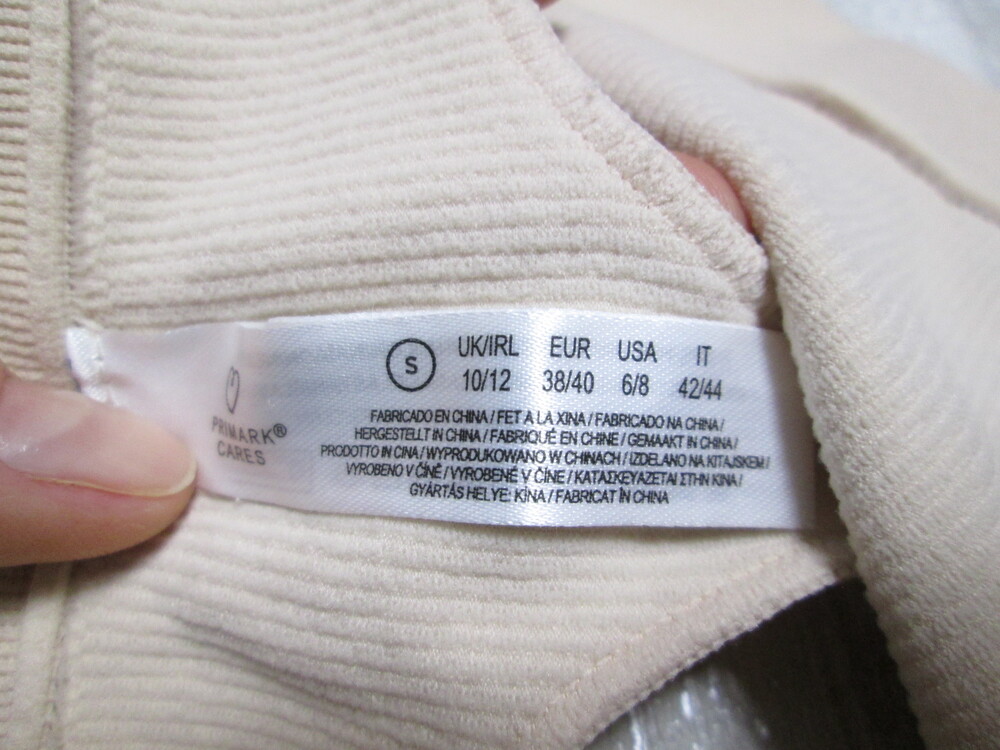 PRIMARK®
CARES
S
UK/IRL EUR USA IT
10/12 38/40 6/8 42/44
FABRICADO EN CHINA / FET A LA XINA / FABRICADO NA CHINA /
HERGESTELLT IN CHINA / FABRIQUÉ EN CHINE / GEMAAKT IN CHINA /
PRODOTTO IN CINA / WYPRODUKOWANO W CHINACH / IZDELANO NA KITAJSKEM /
VYROBENO V ČÍNĚ / VYROBENÉ V ČÍNE / ΚΑΤΑΣΚΕΥΑΖΕΤΑΙ ΣΤΗΝ ΚΙΝΑ /
GYÁRTÁS HELYE: KÍNA / FABRICAT ÎN CHINA